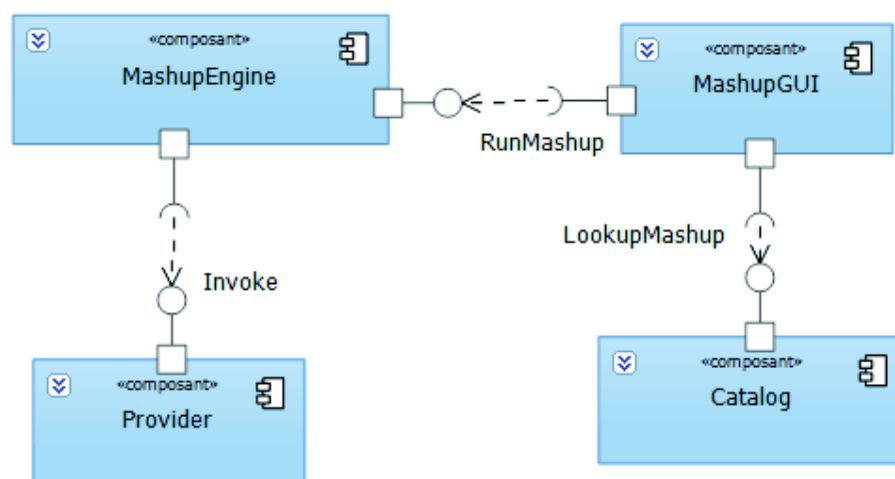 «composant»
MashupEngine
«composant»
MashupGUI
RunMashup
LookupMashup
Invoke
«composant»
Provider
«composant»
Catalog